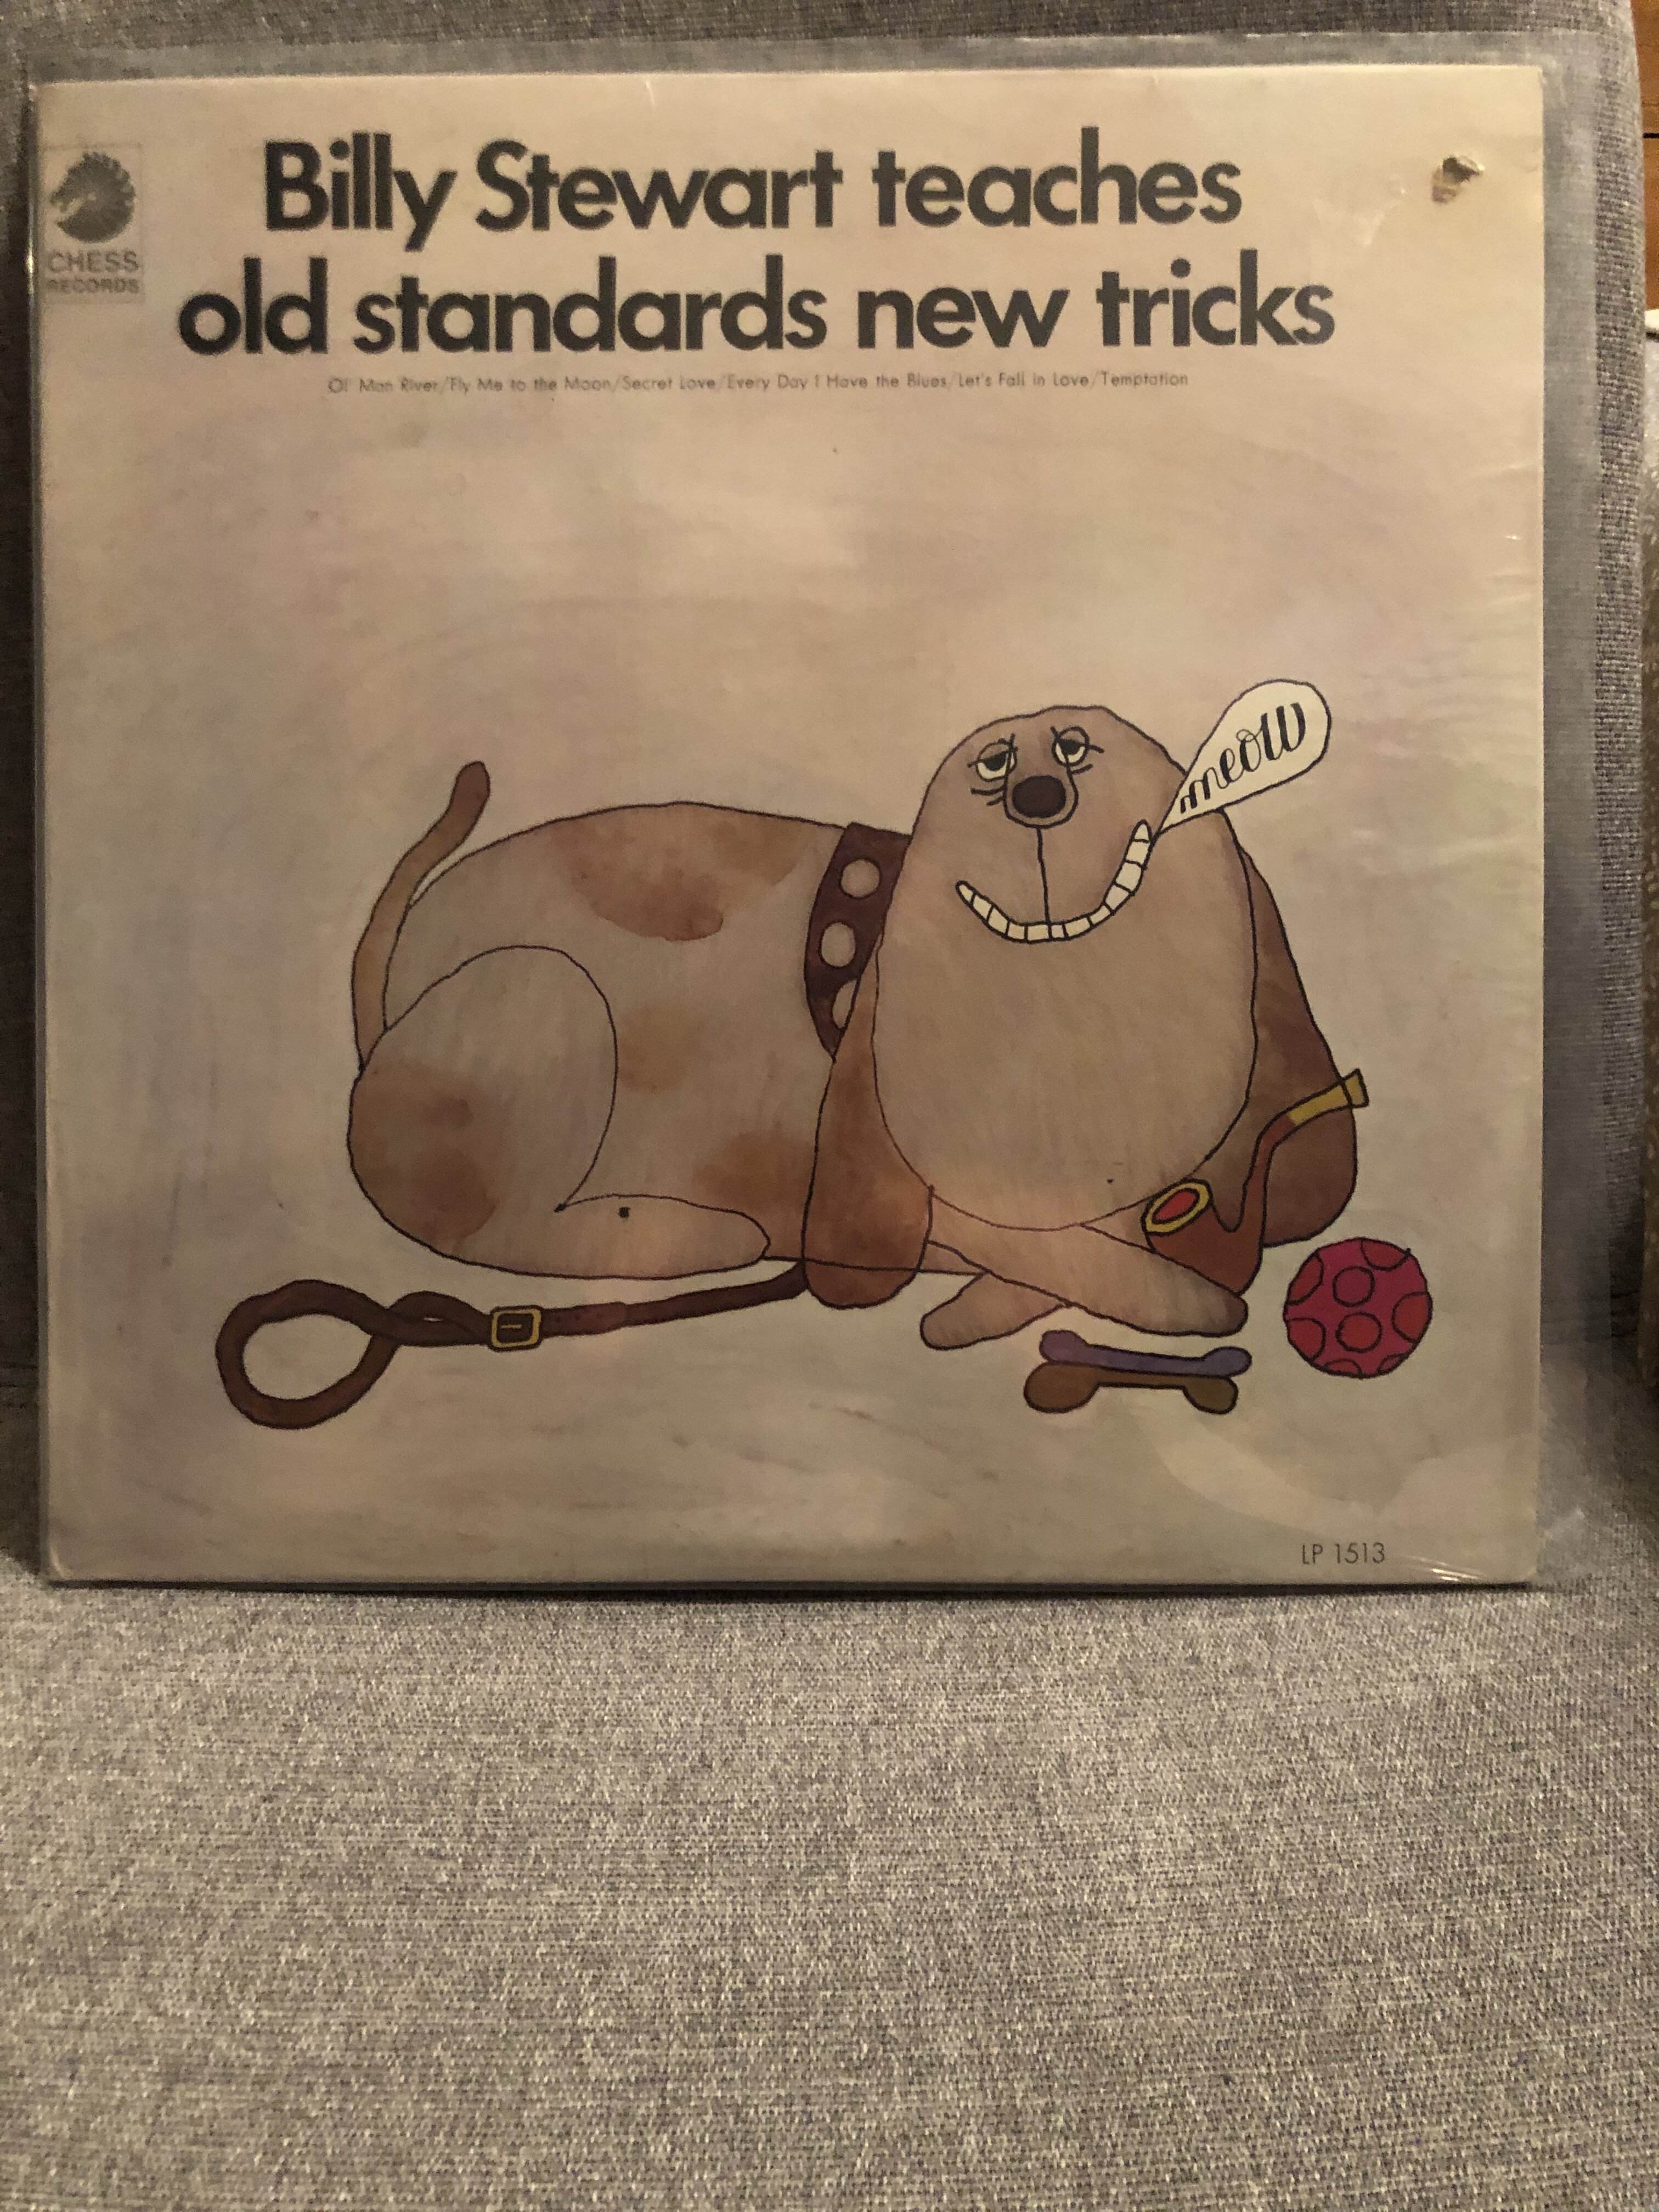 Billy Stewart teaches
old standards new tricks
CHESS
RECORDS
Ol' Man River/Fly Me to the Moon/Secret Love/Every Day I Have the Blues/Let's Fall in Love/Temptation
meow
LP 1513